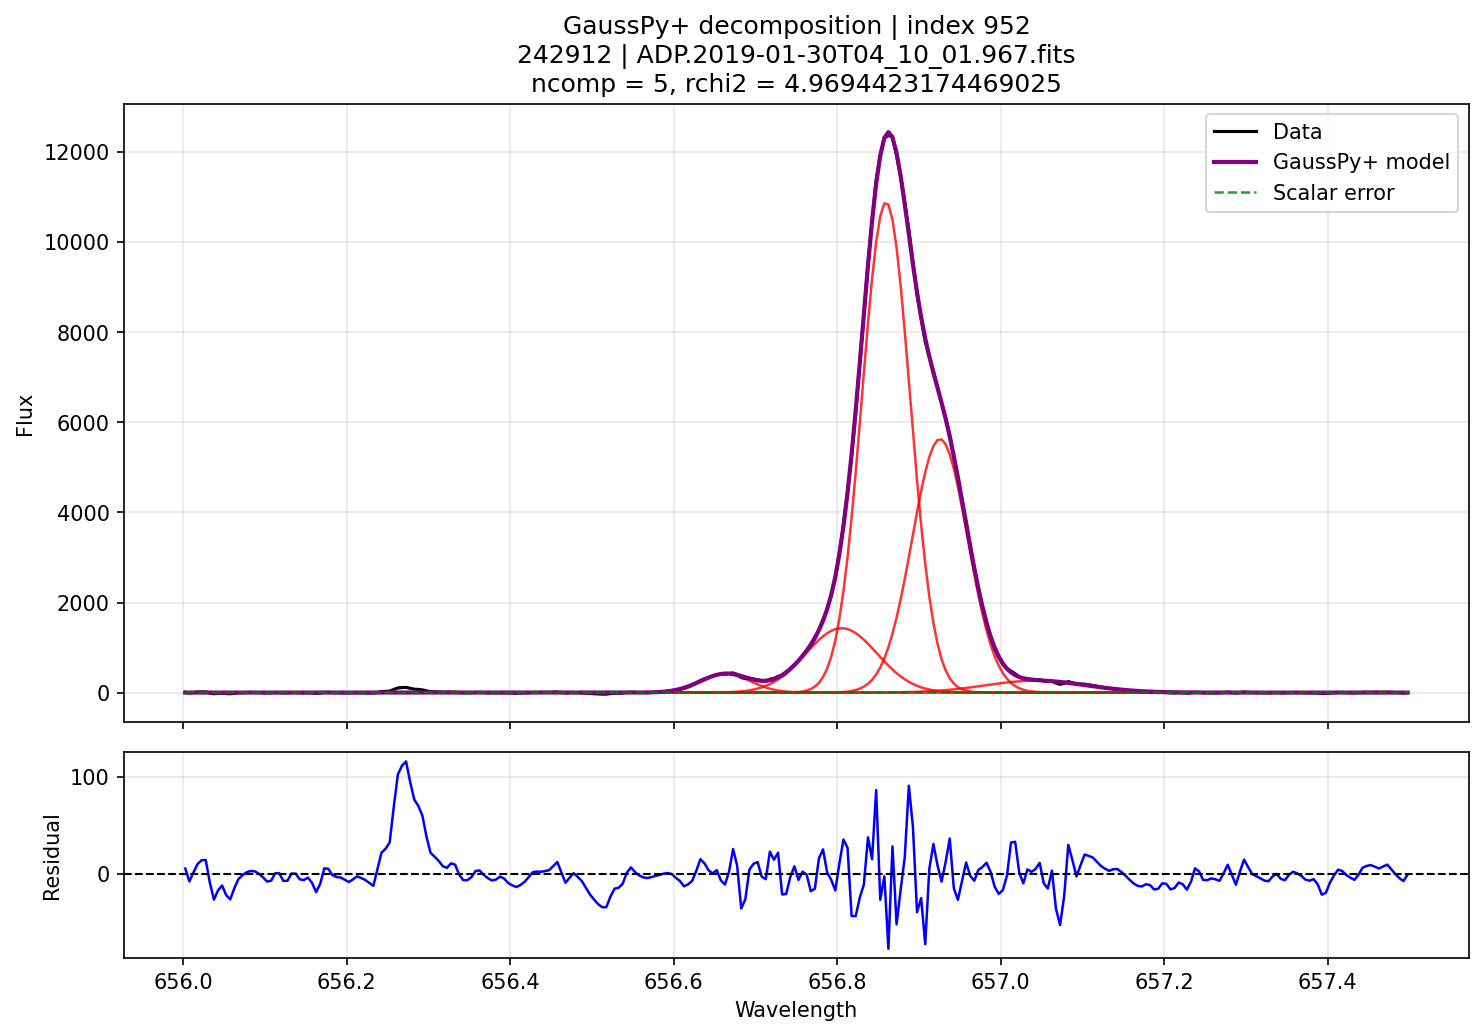 GaussPy+ decomposition | index 952
242912 | ADP.2019-01-30T04_10_01.967.fits
ncomp = 5, rchi2 = 4.9694423174469025
Data
GaussPy+ model
Scalar error
12000
10000
8000
6000
4000
2000
0
Flux
100
0
Residual
656.0
656.2
656.4
656.6
656.8
657.0
657.2
657.4
Wavelength